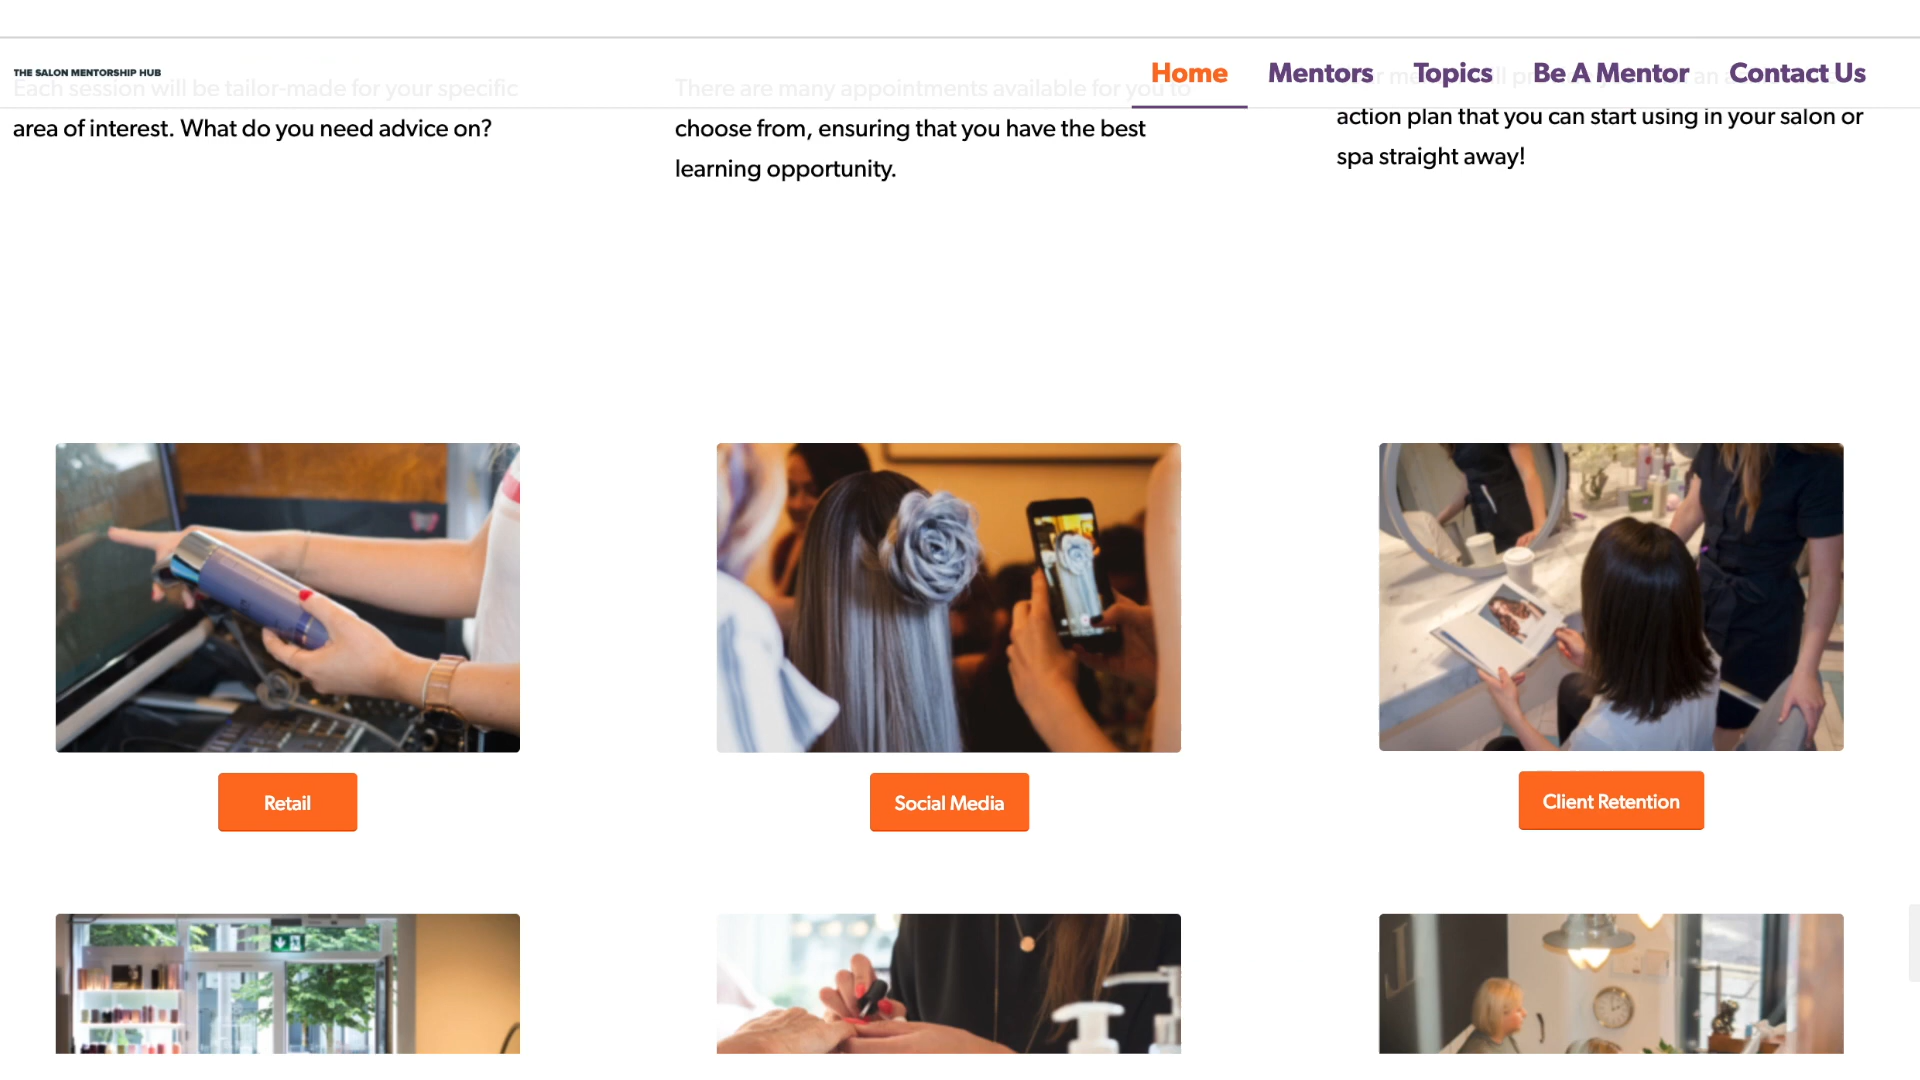 THE SALON MENTORSHIP HUB
Home Mentors Topics Be A Mentor Contact Us
Each session will be tailor-made for your specific
area of interest. What do you need advice on?
There are many appointments available for you to
choose from, ensuring that you have the best
learning opportunity.
action plan that you can start using in your salon or
spa straight away!
Retail
Social Media
Client Retention